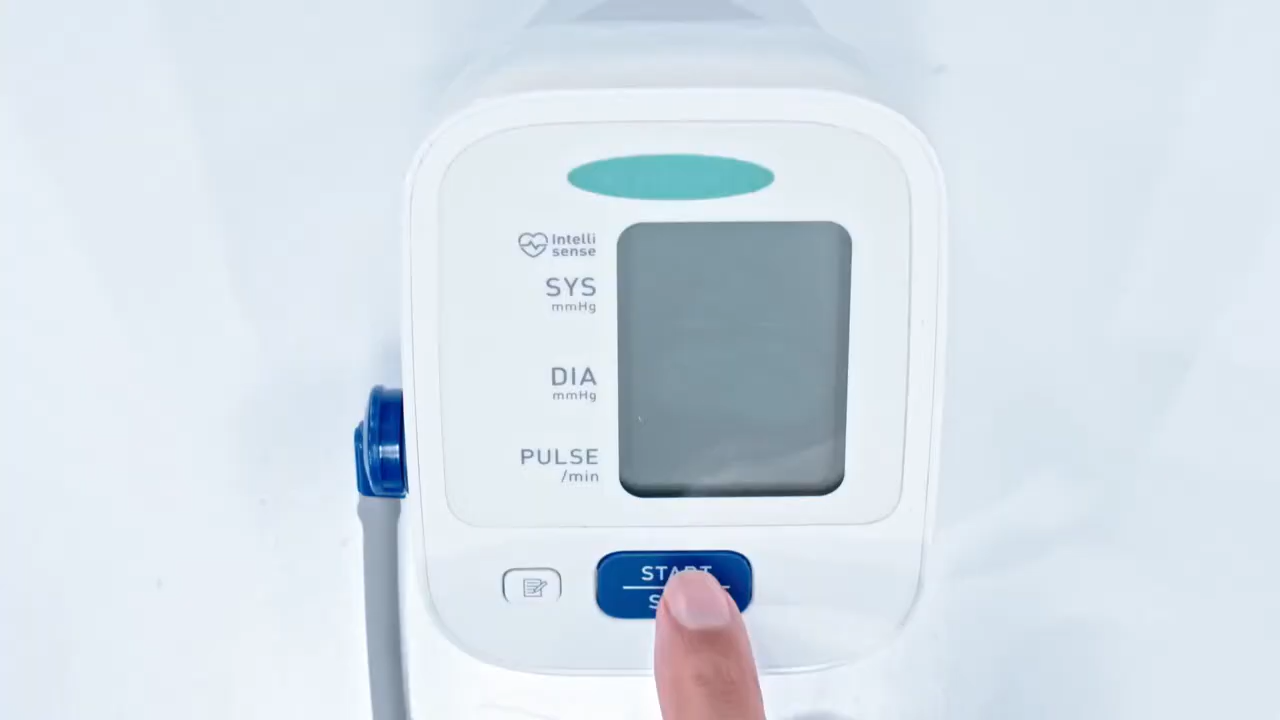 Intelli
sense
SYS
mmHg
DIA
mmHg
PULSE
/min
START